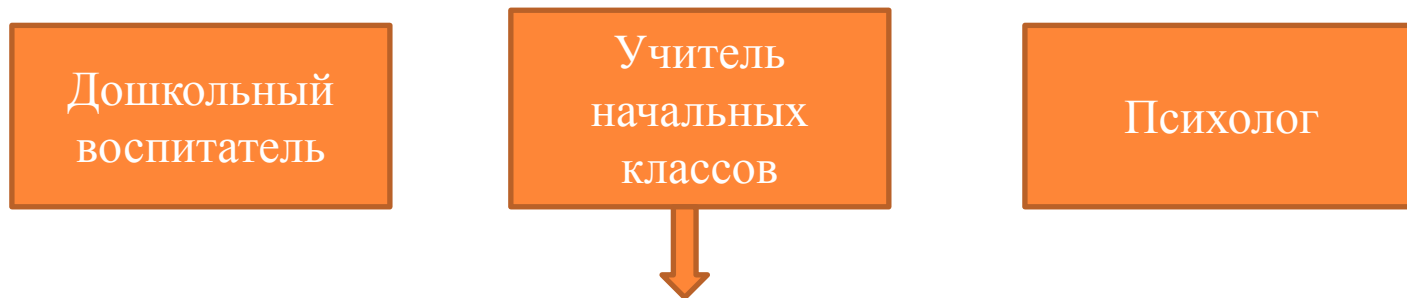 Дошкольный
воспитатель
Учитель
начальных
классов
Психолог